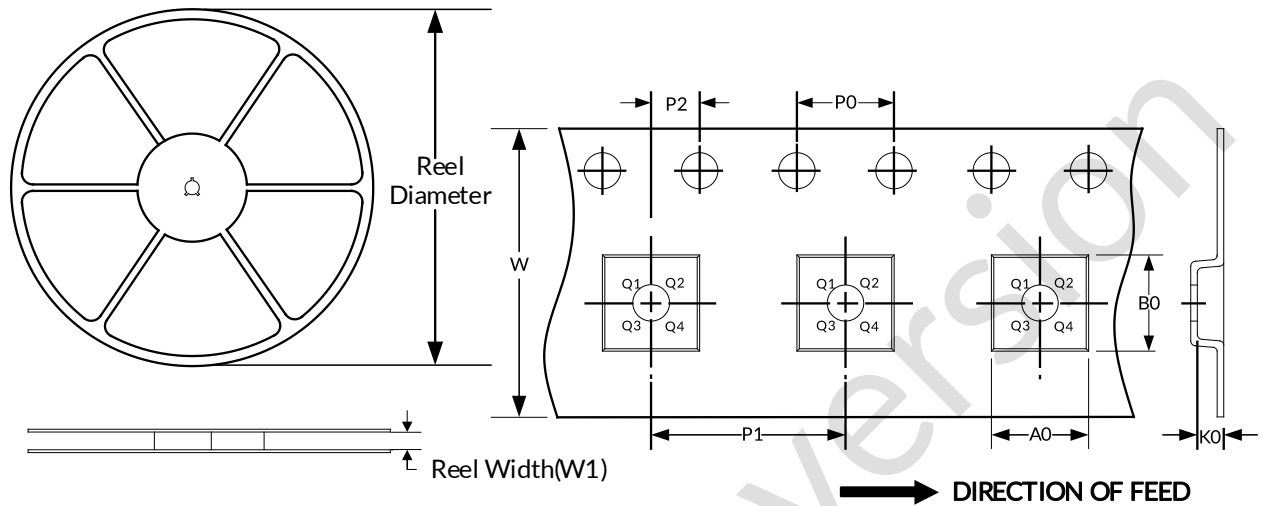 P2
P0
Reel
Diameter
W
Q1 Q2
Q3 Q4
Q1 Q2
Q3 Q4
Q1 Q2
Q3 Q4
B0
P1
A0
K0
Reel Width(W1)
DIRECTION OF FEED
version